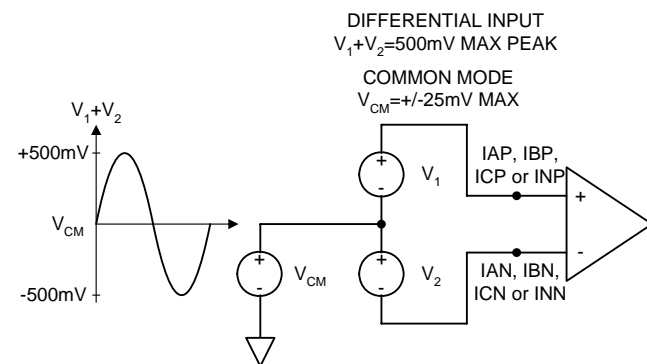 DIFFERENTIAL INPUT
V1+V2=500mV MAX PEAK
COMMON MODE
VCM=+/-25mV MAX
V1+V2
+500mV
VCM
-500mV
+
-
V1
IAP, IBP,
ICP or INP
+
-
VCM
+
-
V2
IAN, IBN,
ICN or INN
+
-